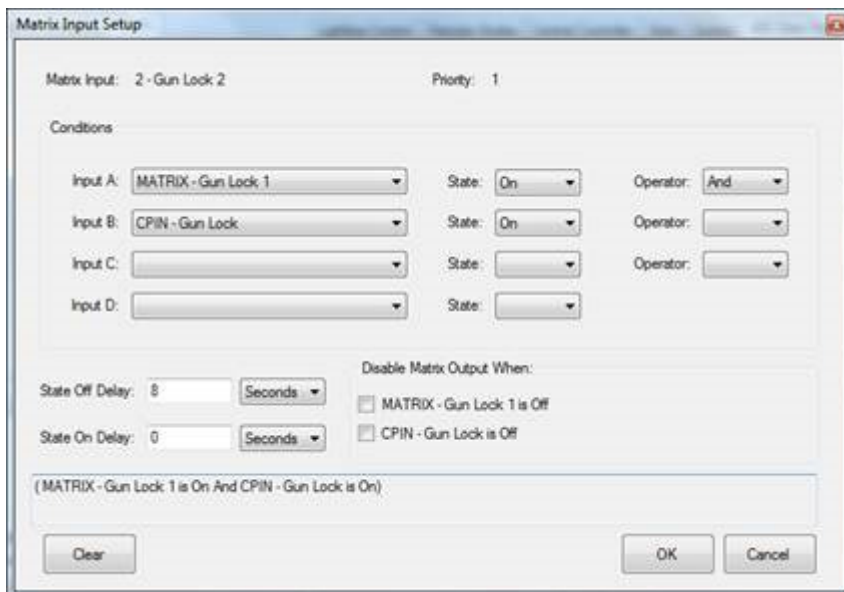 Matrix Input Setup
Matrix Input: 2 - Gun Lock 2 Priority: 1
Conditions
Input A: MATRIX - Gun Lock 1 State: On Operator: And
Input B: CPIN - Gun Lock State: On Operator:
Input C: State: Operator:
Input D: State:
Disable Matrix Output When:
State Off Delay: 8 Seconds
MATRIX - Gun Lock 1 is Off
CPIN - Gun Lock is Off
State On Delay: 0 Seconds
( MATRIX - Gun Lock 1 is On And CPIN - Gun Lock is On)
Clear OK Cancel